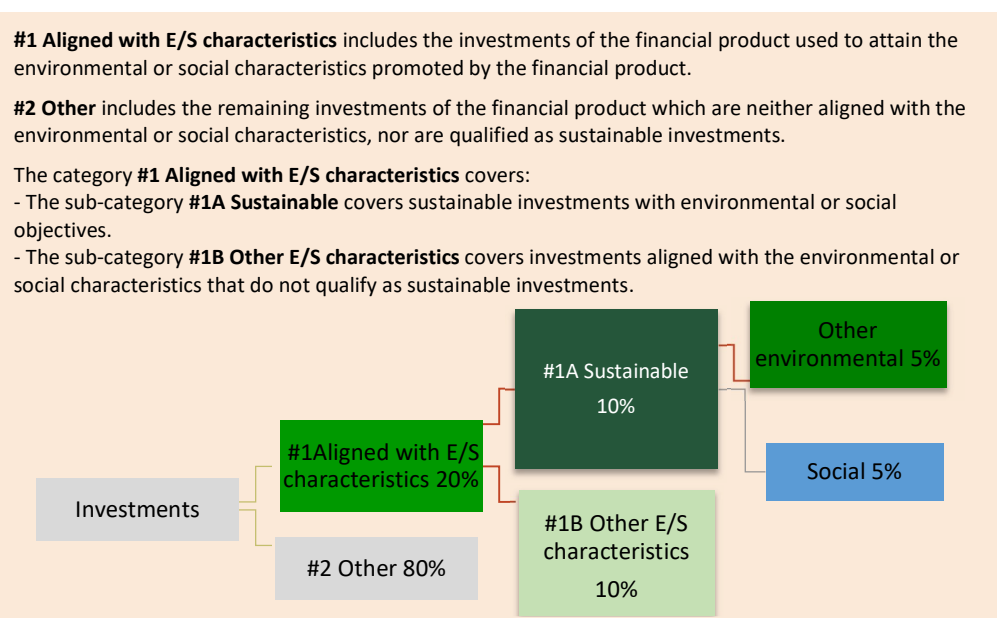 #1 Aligned with E/S characteristics includes the investments of the financial product used to attain the
environmental or social characteristics promoted by the financial product.
#2 Other includes the remaining investments of the financial product which are neither aligned with the
environmental or social characteristics, nor are qualified as sustainable investments.
The category #1 Aligned with E/S characteristics covers:
- The sub-category #1A Sustainable covers sustainable investments with environmental or social
objectives.
- The sub-category #1B Other E/S characteristics covers investments aligned with the environmental or
social characteristics that do not qualify as sustainable investments.
Investments
#1Aligned with E/S
characteristics 20%
#2 Other 80%
#1A Sustainable
10%
#1B Other E/S
characteristics
10%
Other
environmental 5%
Social 5%